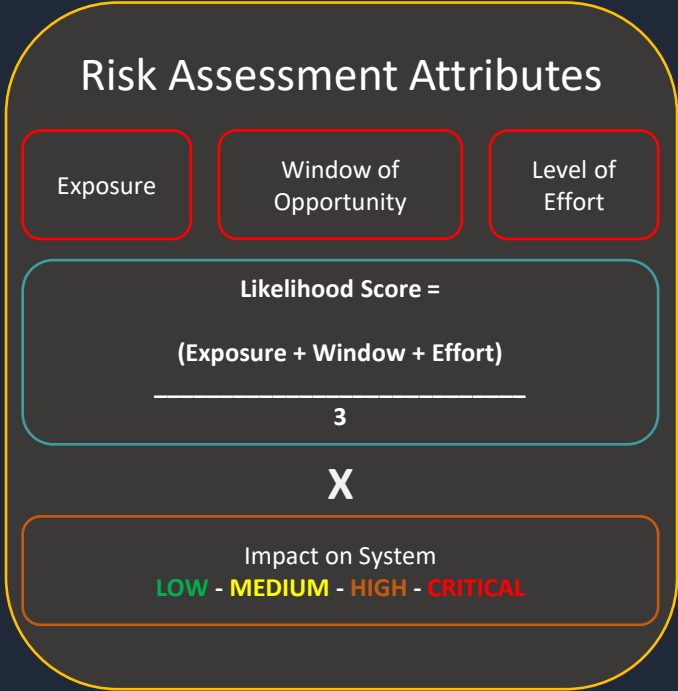 Risk Assessment Attributes
Exposure
Window of
Opportunity
Level of
Effort
Likelihood Score =
(Exposure + Window + Effort)
3
X
Impact on System
LOW - MEDIUM - HIGH - CRITICAL